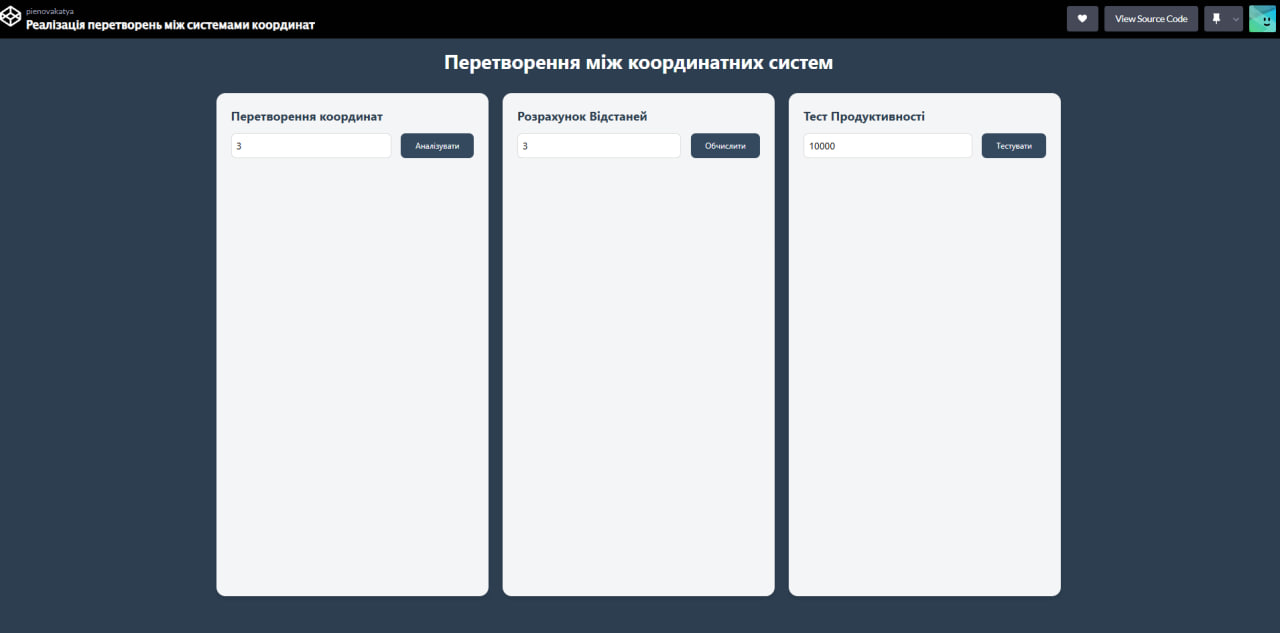 pienovakatya
Реалізація перетворень між системами координат
View Source Code
Перетворення між координатних систем
Перетворення координат
3
Аналізувати
Розрахунок Відстаней
3
Обчислити
Тест Продуктивності
10000
Тестувати